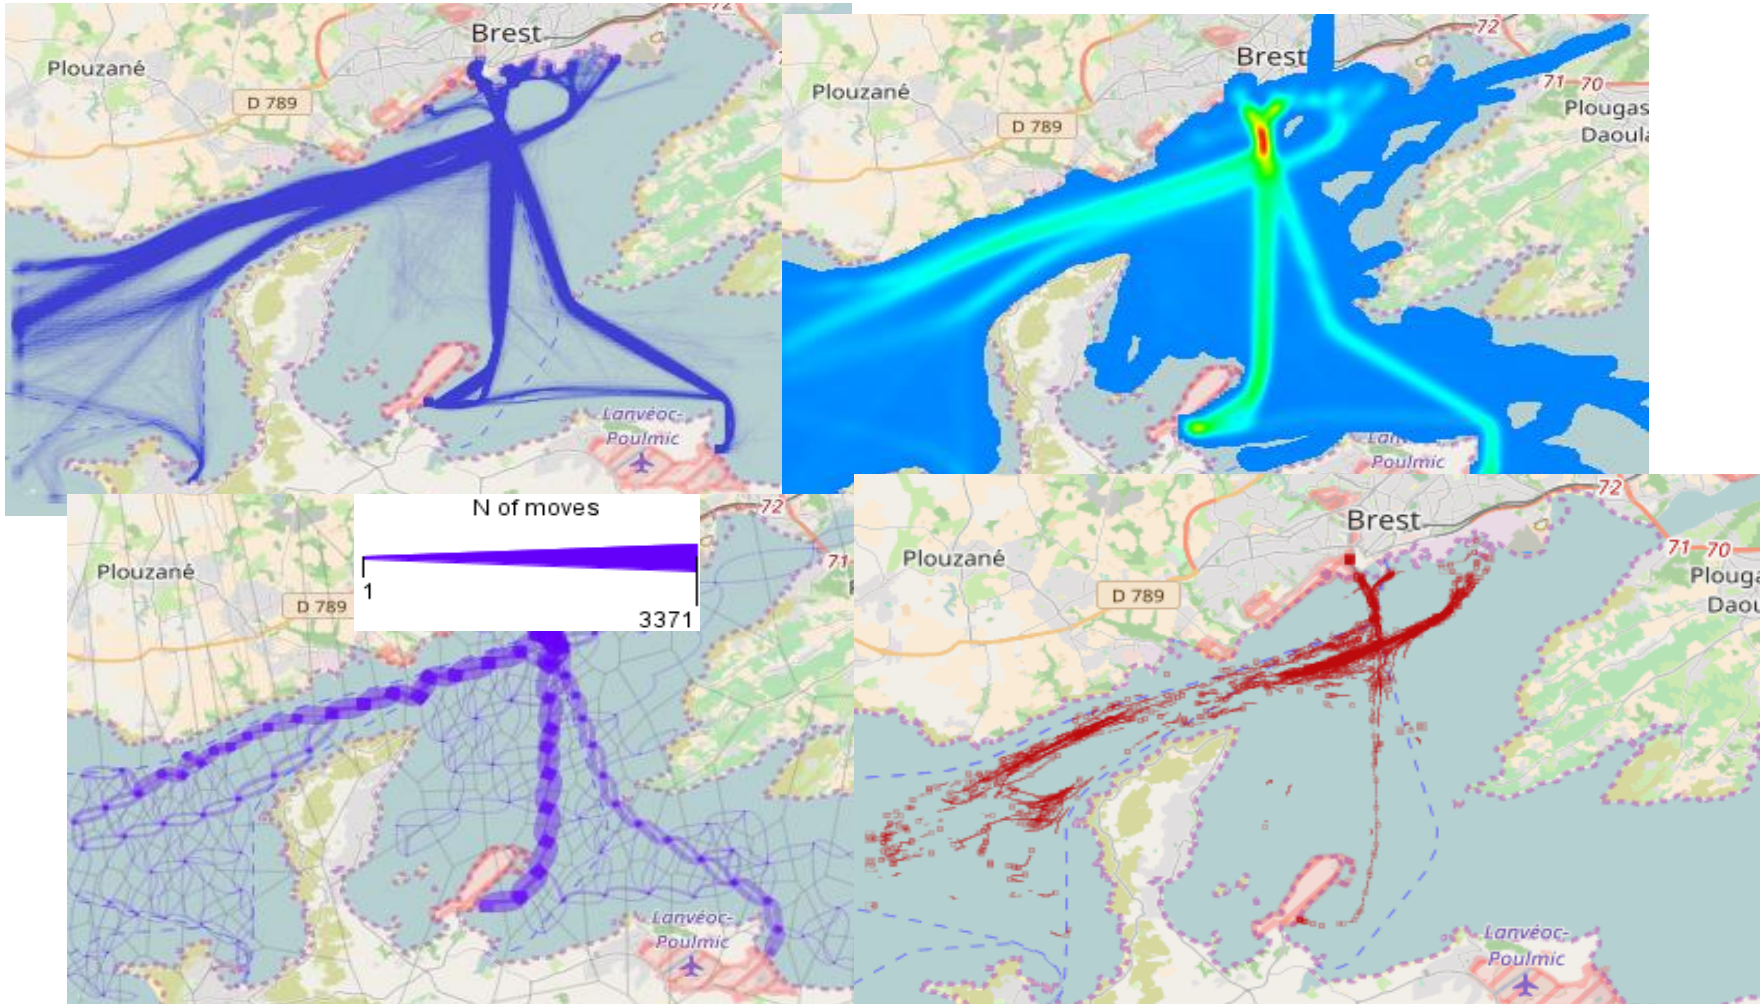 72
Brest
Plouzané
D 789
Lanvéoc-
Poulmic
72
Brest
71 70
Plouzané
Plougas
Daoula
D 789
Poulmic
N of moves
1
3371
72
71
Plouzané
D 789
Lanvéoc-
Poulmic
72
Brest
71 70
Plouzané
Plouga
Daou
D 789
Lanvéoc-
Poulmic